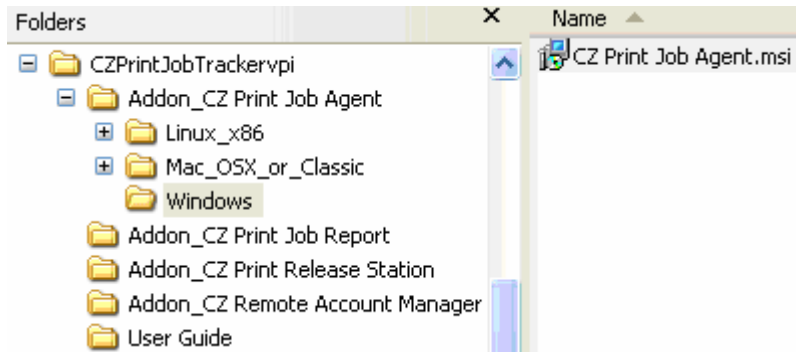 Folders
CZPrintJobTrackervpi
Addon_CZ Print Job Agent
Linux_x86
Mac_OSX_or_Classic
Windows
Addon_CZ Print Job Report
Addon_CZ Print Release Station
Addon_CZ Remote Account Manager
User Guide
Name
CZ Print Job Agent.msi